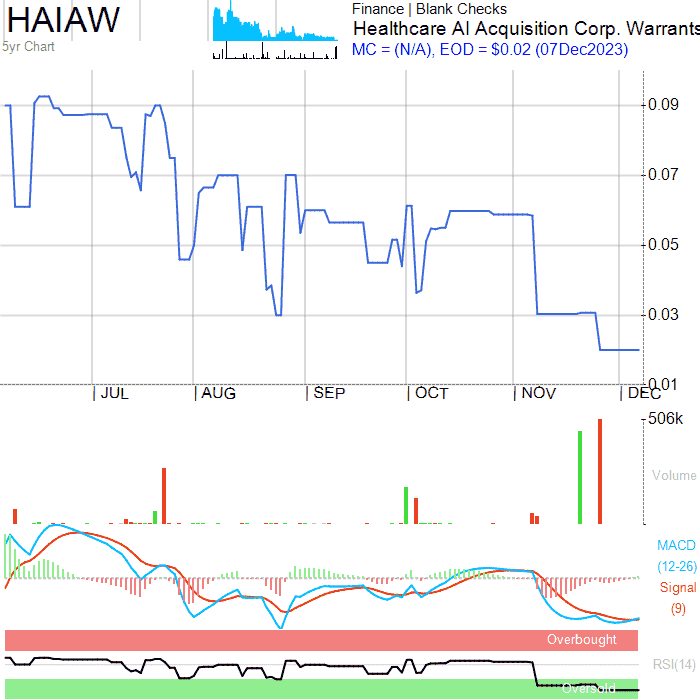 HAIAW
5yr Chart
Finance | Blank Checks
Healthcare AI Acquisition Corp. Warrants
MC = (N/A), EOD = $0.02 (07Dec2023)
0.09
0.07
0.05
0.03
0.01
JUL AUG SEP OCT NOV DEC
506k
Volume
MACD
(12-26)
Signal
(9)
Overbought
RSI(14)
Oversold